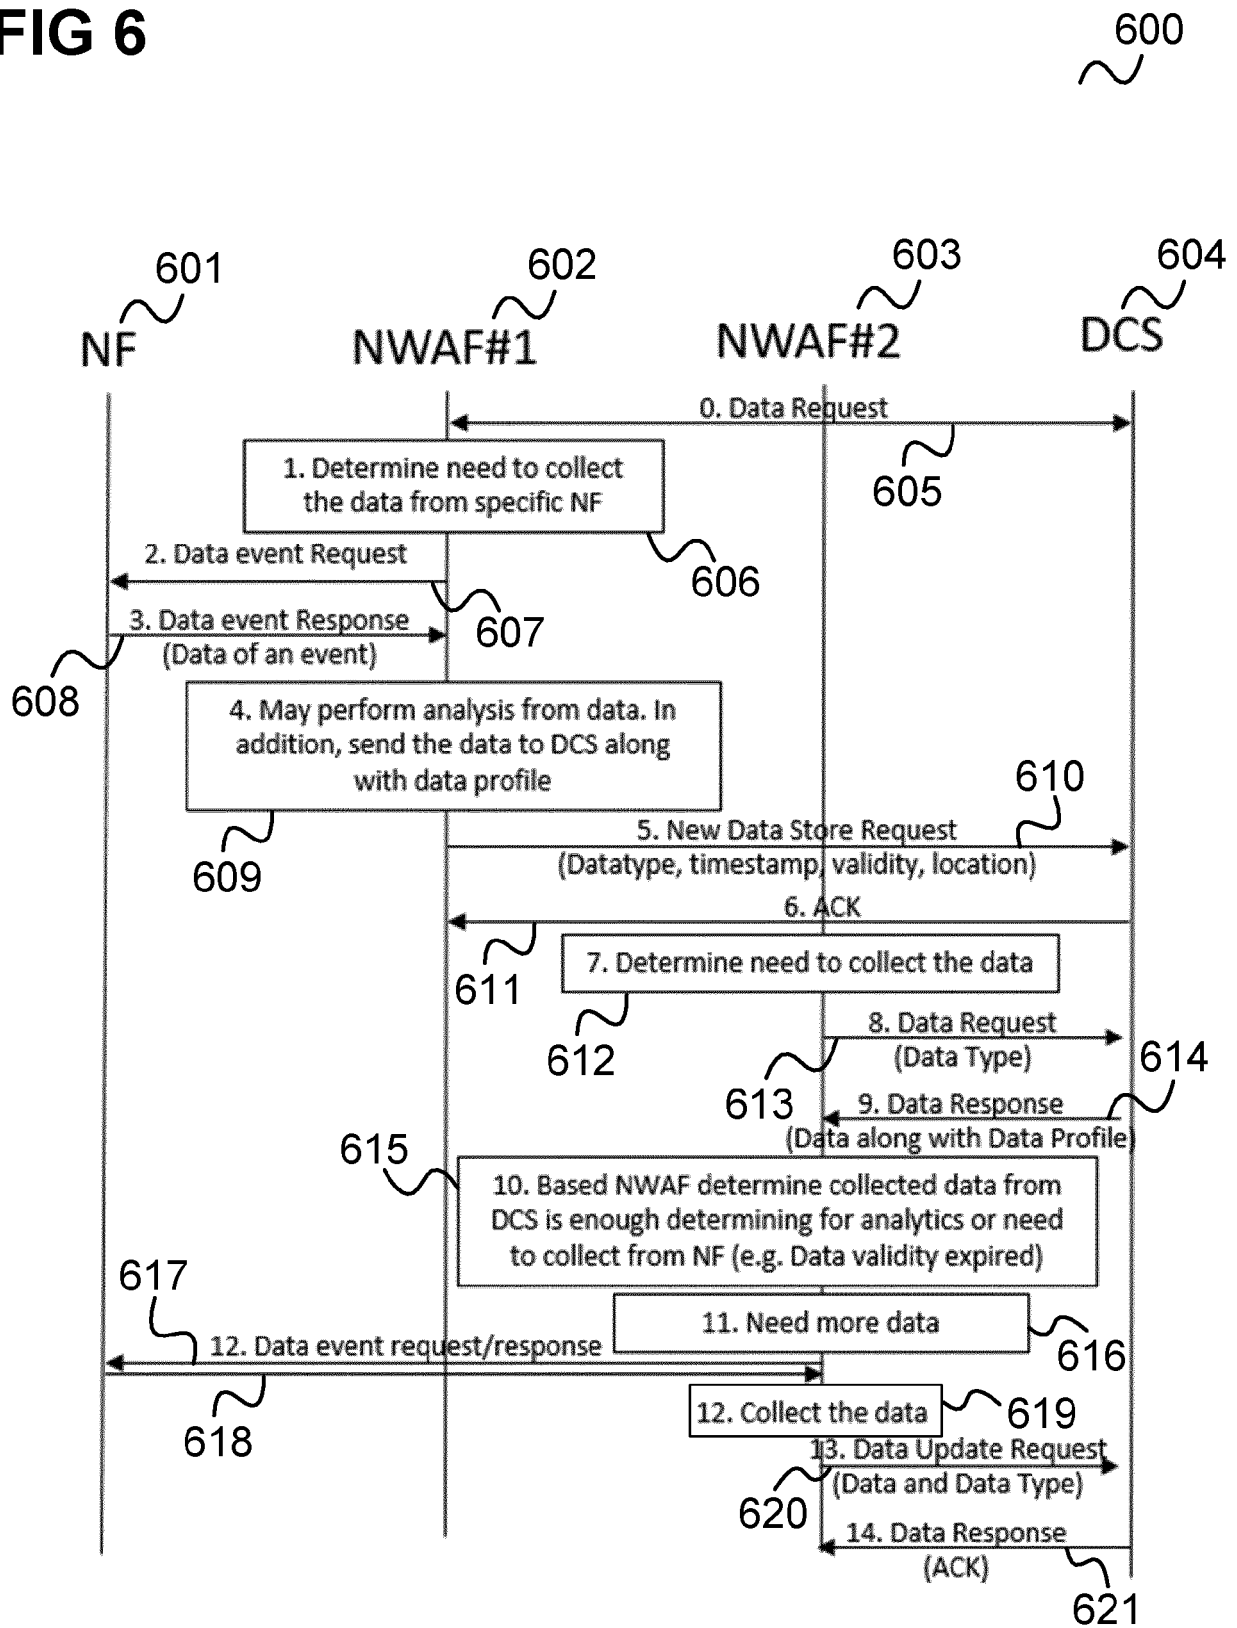 FIG 6
600
601
602
603
604
NF
NWAF#1
NWAF#2
DCS
0. Data Request
605
1. Determine need to collect
the data from specific NF
606
2. Data event Request
607
3. Data event Response
(Data of an event)
608
4. May perform analysis from data. In
addition, send the data to DCS along
with data profile
609
610
5. New Data Store Request
(Datatype, timestamp, validity, location)
6. ACK
611
7. Determine need to collect the data
612
8. Data Request
(Data Type)
613
614
9. Data Response
(Data along with Data Profile)
615
10. Based NWAF determine collected data from
DCS is enough determining for analytics or need
to collect from NF (e.g. Data validity expired)
617
11. Need more data
616
12. Data event request/response
618
12. Collect the data
619
13. Data Update Request
(Data and Data Type)
620
14. Data Response
(ACK)
621